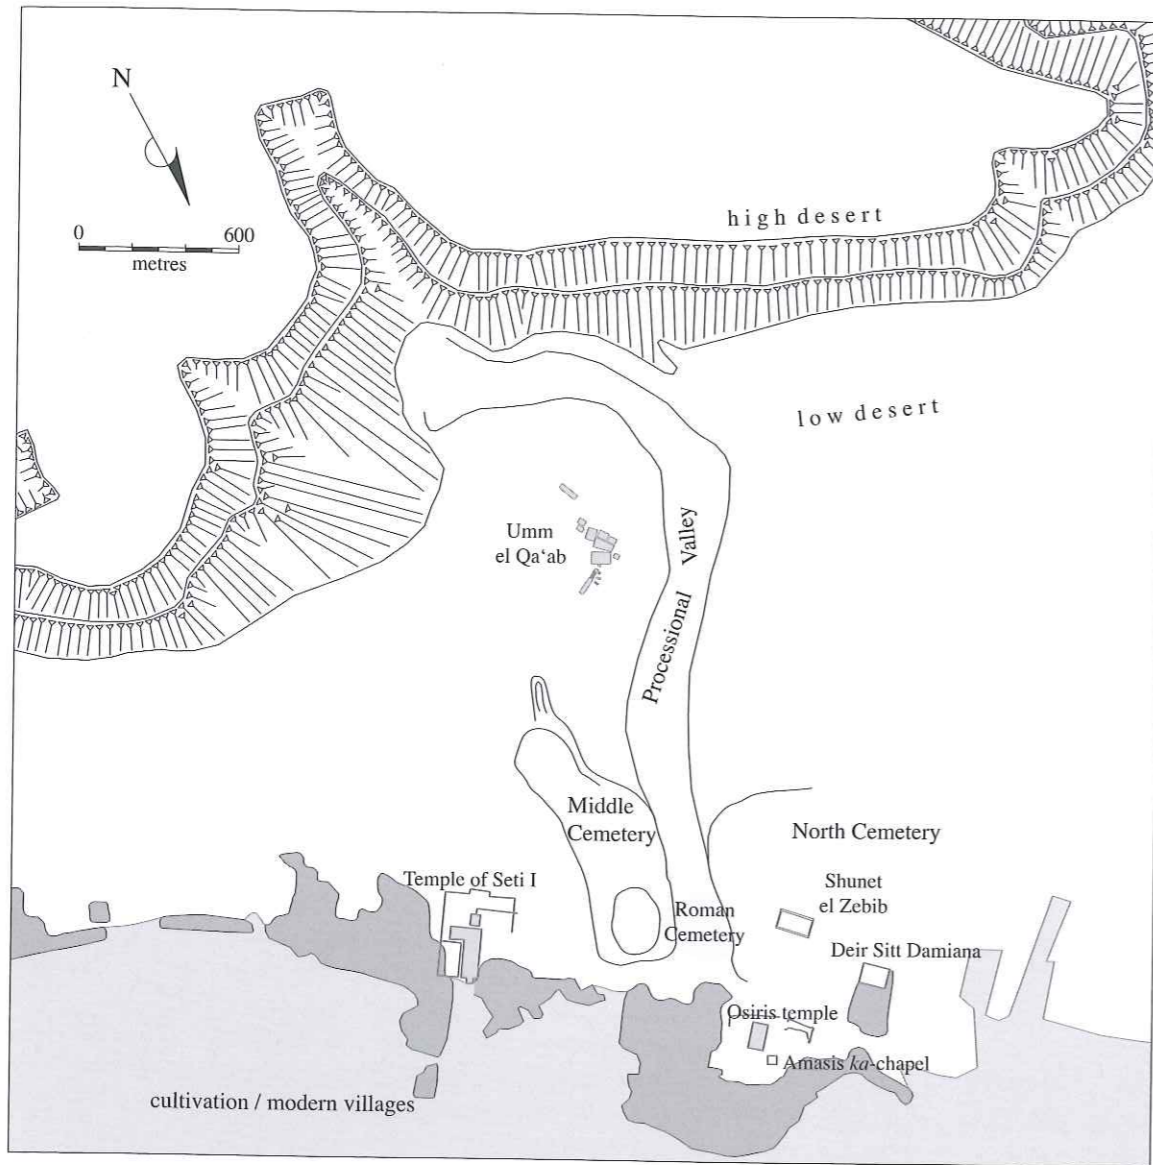 N
0 600
metres
high desert
low desert
Umm
el Qa‘ab
Processional Valley
Middle
Cemetery
North Cemetery
Temple of Seti I
Shunet
el Zebib
Roman
Cemetery
Deir Sitt Damiana
Osiris temple
Amasis ka-chapel
cultivation / modern villages